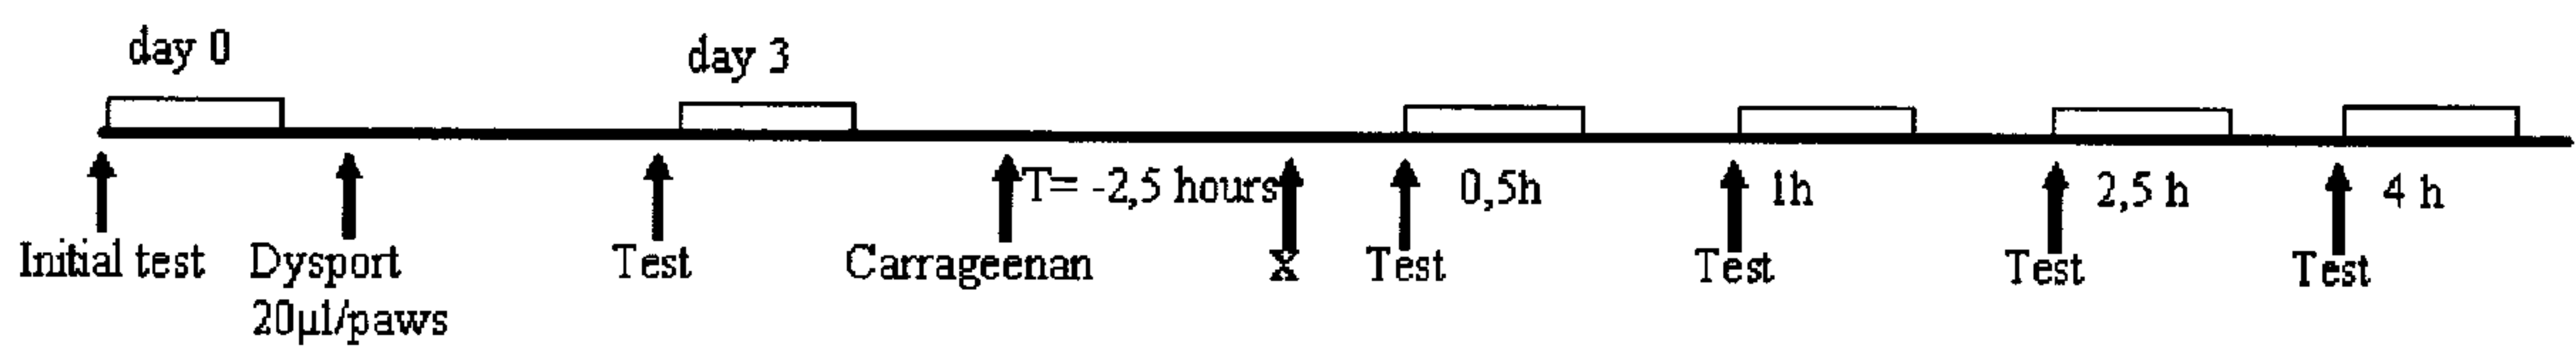 day 0
day 3
T= -2,5 hours
0,5h
1h
2,5 h
4 h
Initial test
Dysport
20µl/paws
Test
Carrageenan
X
Test
Test
Test
Test